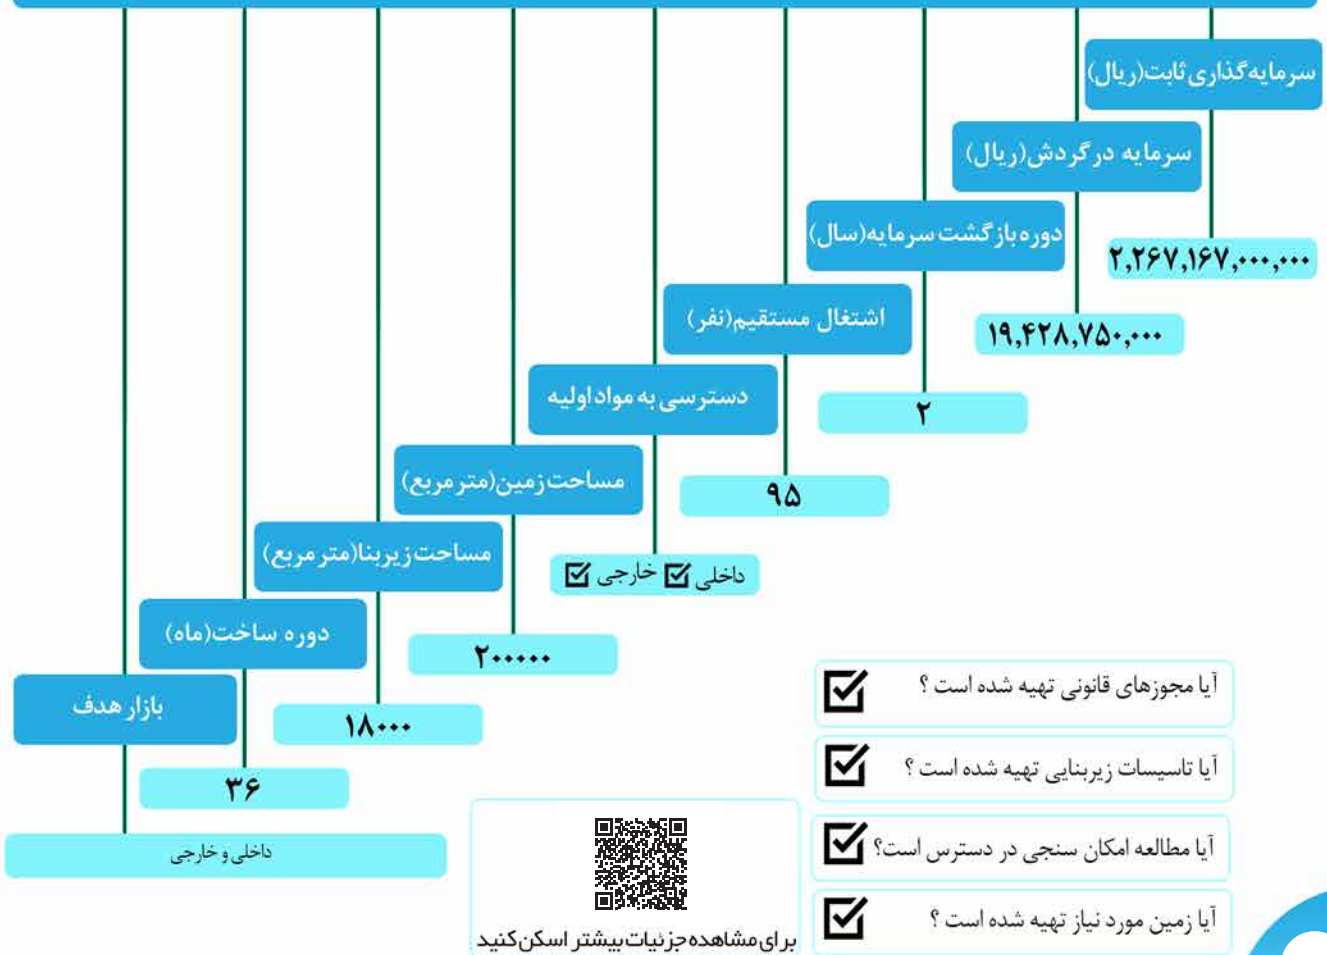 سرمایه‌گذاری ثابت(ریال)
۲,۲۶۷,۱۶۷,۰۰۰,۰۰۰
سرمایه در گردش(ریال)
۱۹,۴۲۸,۷۵۰,۰۰۰
دوره بازگشت سرمایه(سال)
۲
اشتغال مستقیم(نفر)
۹۵
دسترسی به مواد اولیه
داخلی ☑ خارجی ☑
مساحت زمین(متر مربع)
۲۰۰۰۰۰
مساحت زیربنا(متر مربع)
۱۸۰۰۰
دوره ساخت(ماه)
۳۶
بازار هدف
داخلی و خارجی
آیا مجوزهای قانونی تهیه شده است ؟ ☑
آیا تاسیسات زیربنایی تهیه شده است ؟ ☑
آیا مطالعه امکان سنجی در دسترس است؟ ☑
آیا زمین مورد نیاز تهیه شده است ؟ ☑
برای مشاهده جزئیات بیشتر اسکن کنید